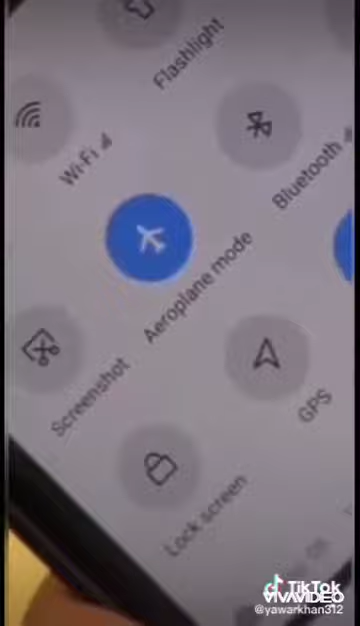 Flashlight
Wi-Fi
Bluetooth
Aeroplane mode
Screenshot
GPS
Lock screen
TikTok
VIVAVIDEO
@yawarkhan312